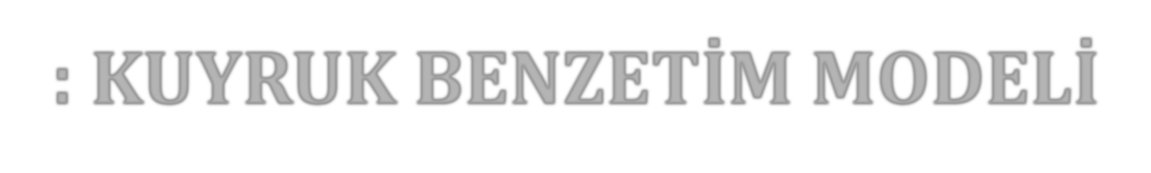 : KUYRUK BENZETİM MODELİ